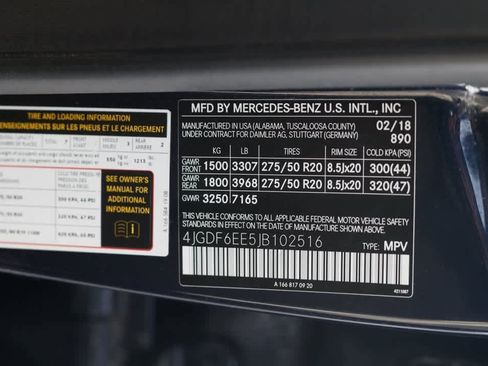 TIRE AND LOADING INFORMATION
RENSEIGNEMENTS SUR LES PNEUS ET LE CHARGEMENT
SEE OWNER'S
MANUAL FOR
ADDITIONAL
INFORMATION
MFD BY MERCEDES-BENZ U.S. INTL., INC
MANUFACTURED IN USA (ALABAMA, TUSCALOOSA COUNTY)
UNDER CONTRACT FOR DAIMLER AG, STUTTGART (GERMANY)
02/18
890
KG LB TIRES RIM SIZE COLD KPA (PSI)
GAWR FRONT 1500 3307 275/50 R20 8.5Jx20 300(44)
GAWR REAR 1800 3968 275/50 R20 8.5Jx20 320(47)
GVWR 3250 7165
THIS VEHICLE CONFORMS TO ALL APPLICABLE FEDERAL MOTOR VEHICLE
SAFETY AND THEFT PREVENTION STANDARDS IN EFFECT ON THE DATE OF
MANUFACTURE SHOWN ABOVE.
4JGDF6EE5JB102516
TYPE: MPV
A 166 817 09 20